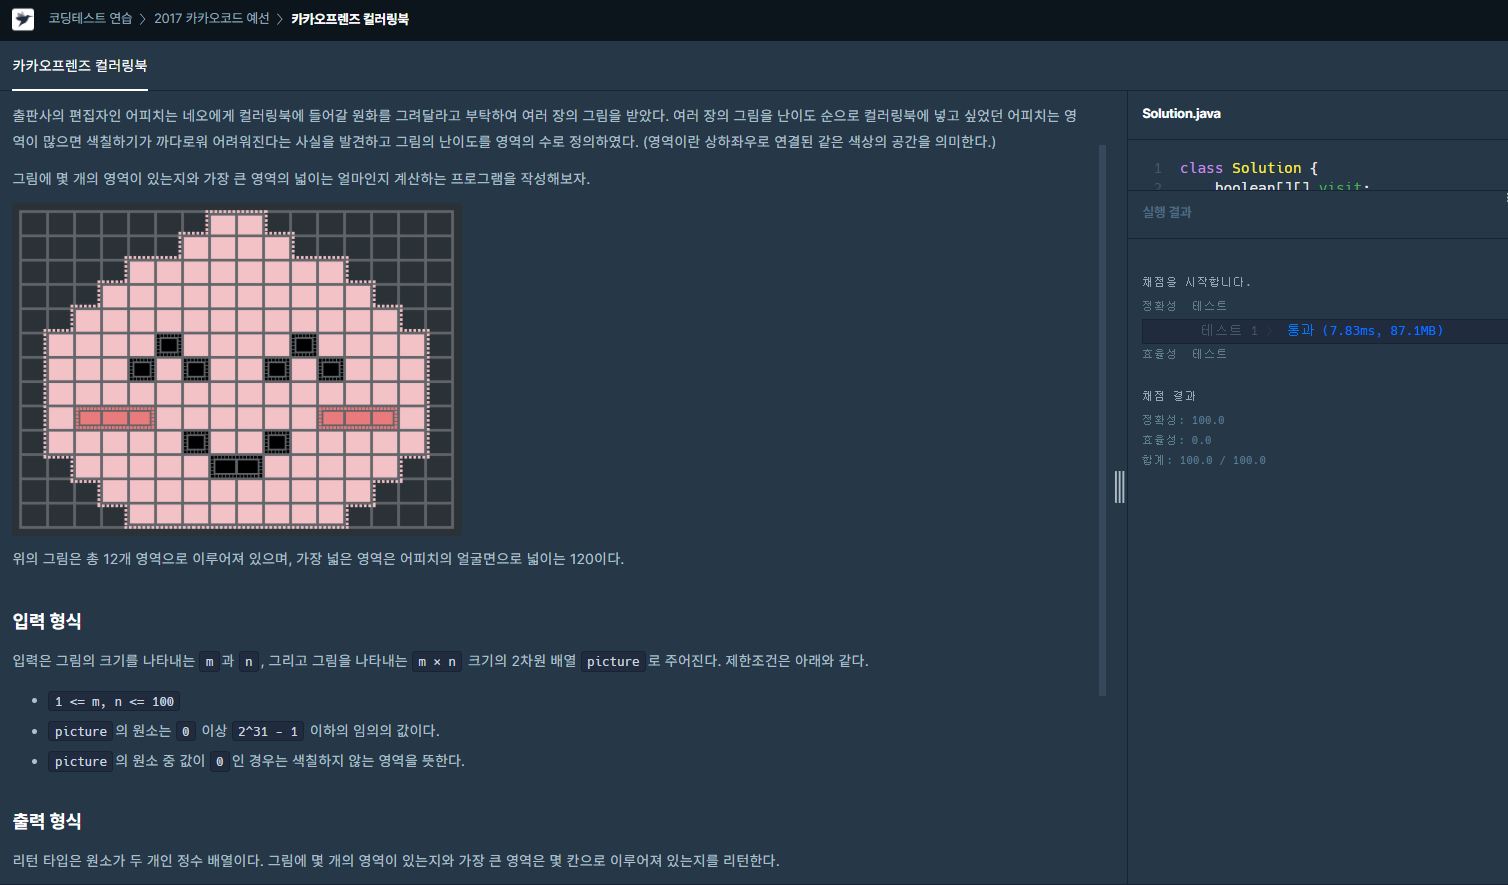 코딩테스트 연습 > 2017 카카오코드 예선 > 카카오프렌즈 컬러링북
카카오프렌즈 컬러링북
출판사의 편집자인 어피치는 네오에게 컬러링북에 들어갈 원화를 그려달라고 부탁하여 여러 장의 그림을 받았다. 여러 장의 그림을 난이도 순으로 컬러링북에 넣고 싶었던 어피치는 영
역이 많으면 색칠하기가 까다로워 어려워진다는 사실을 발견하고 그림의 난이도를 영역의 수로 정의하였다. (영역이란 상하좌우로 연결된 같은 색상의 공간을 의미한다.)
그림에 몇 개의 영역이 있는지와 가장 큰 영역의 넓이는 얼마인지 계산하는 프로그램을 작성해보자.
위의 그림은 총 12개 영역으로 이루어져 있으며, 가장 넓은 영역은 어피치의 얼굴면으로 넓이는 120이다.
입력 형식
입력은 그림의 크기를 나타내는 m과 n, 그리고 그림을 나타내는 m × n 크기의 2차원 배열 picture로 주어진다. 제한조건은 아래와 같다.
1 <= m, n <= 100
picture의 원소는 0 이상 2^31 - 1 이하의 임의의 값이다.
picture의 원소 중 값이 0인 경우는 색칠하지 않는 영역을 뜻한다.
출력 형식
리턴 타입은 원소가 두 개인 정수 배열이다. 그림에 몇 개의 영역이 있는지와 가장 큰 영역은 몇 칸으로 이루어져 있는지를 리턴한다.
Solution.java
1 class Solution {
2 boolean[][] visit;
실행 결과
채점을 시작합니다.
정확성 테스트
테스트 1 > 통과 (7.83ms, 87.1MB)
효율성 테스트
채점 결과
정확성: 100.0
효율성: 0.0
합계: 100.0 / 100.0